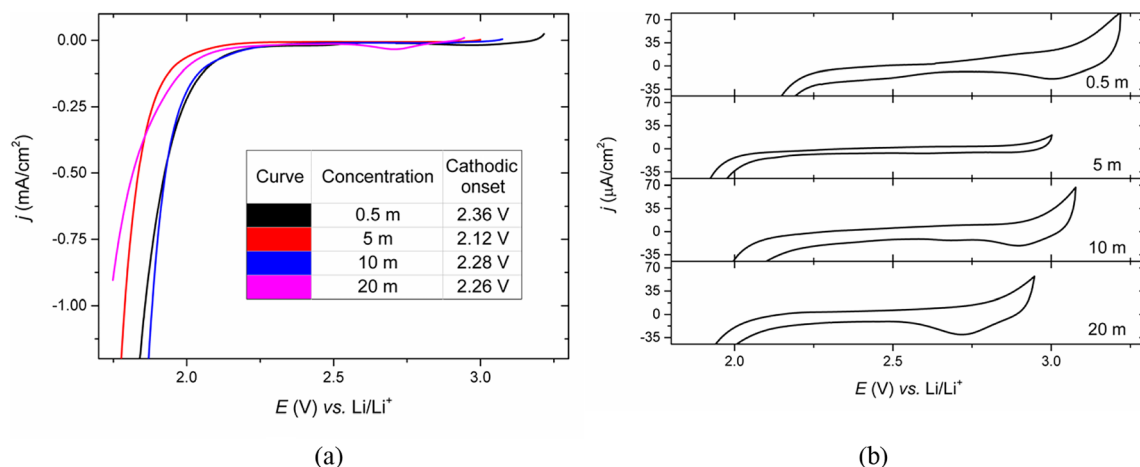 0.00
-0.25
-0.50
-0.75
-1.00
j (mA/cm²)
Curve Concentration Cathodic onset
0.5 m 2.36 V
5 m 2.12 V
10 m 2.28 V
20 m 2.26 V
2.0 2.5 3.0
E (V) vs. Li/Li⁺
(a)
j (μA/cm²)
70
35
0
-35
0.5 m
70
35
0
-35
5 m
70
35
0
-35
10 m
70
35
0
-35
20 m
2.0 2.5 3.0
E (V) vs. Li/Li⁺
(b)